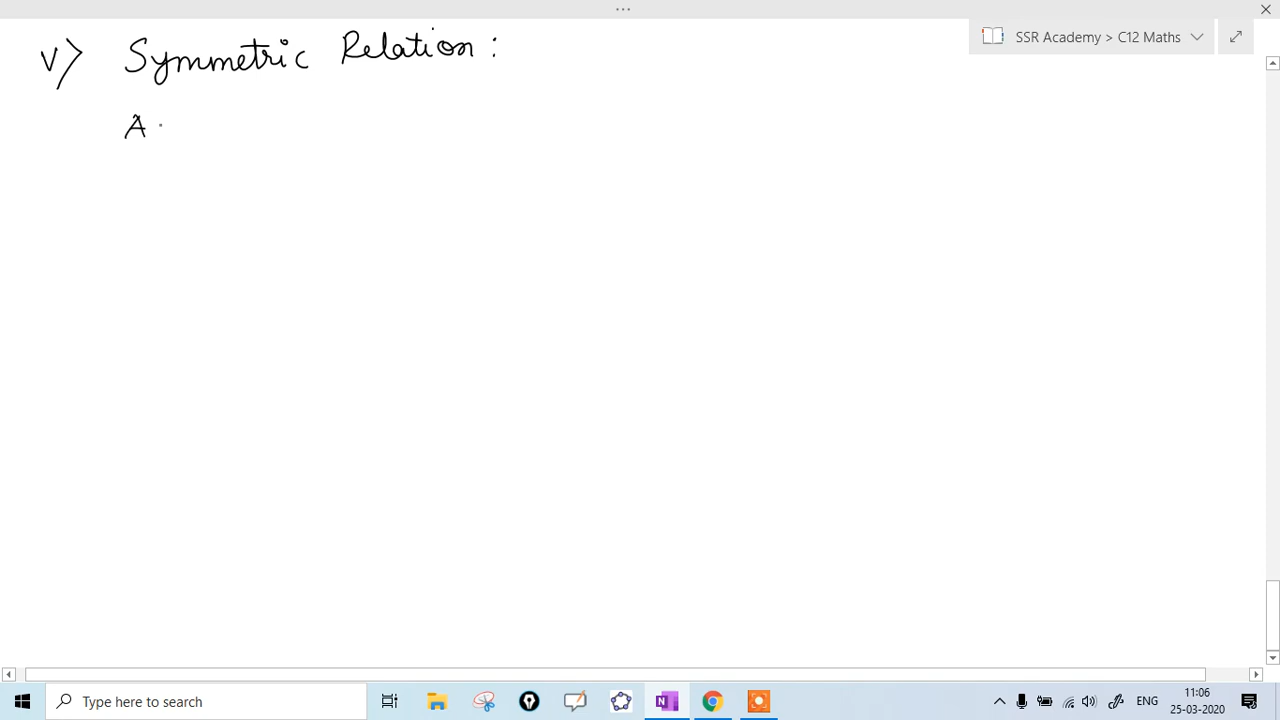 ...
SSR Academy > C12 Maths
V> Symmetric Relation :
A
Type here to search
ENG
11:06
25-03-2020